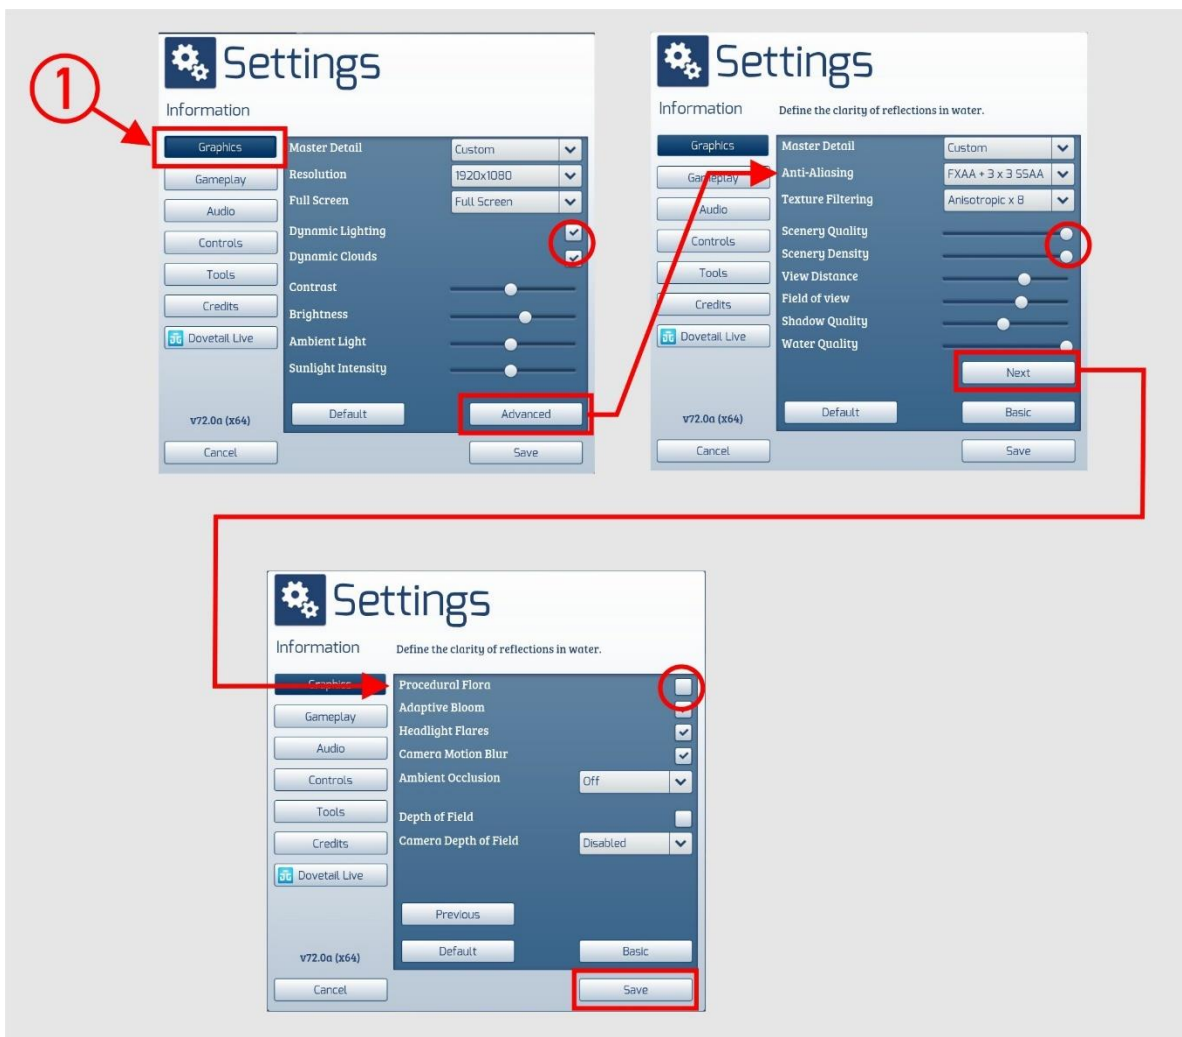 1
Settings
Information
Graphics
Master Detail Custom
Resolution 1920x1080
Gameplay
Full Screen Full Screen
Audio
Dynamic Lighting
Controls
Dynamic Clouds
Tools
Contrast
Credits
Brightness
Dovetail Live
Ambient Light
Sunlight Intensity
v72.0a (x64)
Default Advanced
Cancel Save
Settings
Information Define the clarity of reflections in water.
Graphics
Master Detail Custom
Anti-Aliasing FXAA + 3 x 3 SSAA
Gameplay
Texture Filtering Anisotropic x 8
Audio
Scenery Quality
Controls
Scenery Density
Tools
View Distance
Field of view
Credits
Shadow Quality
Dovetail Live
Water Quality
Next
v72.0a (x64)
Default Basic
Cancel Save
Settings
Information Define the clarity of reflections in water.
Graphics
Procedural Flora
Gameplay
Adaptive Bloom
Headlight Flares
Audio
Camera Motion Blur
Controls
Ambient Occlusion Off
Tools
Depth of Field
Credits
Camera Depth of Field Disabled
Dovetail Live
Previous
v72.0a (x64)
Default Basic
Cancel Save